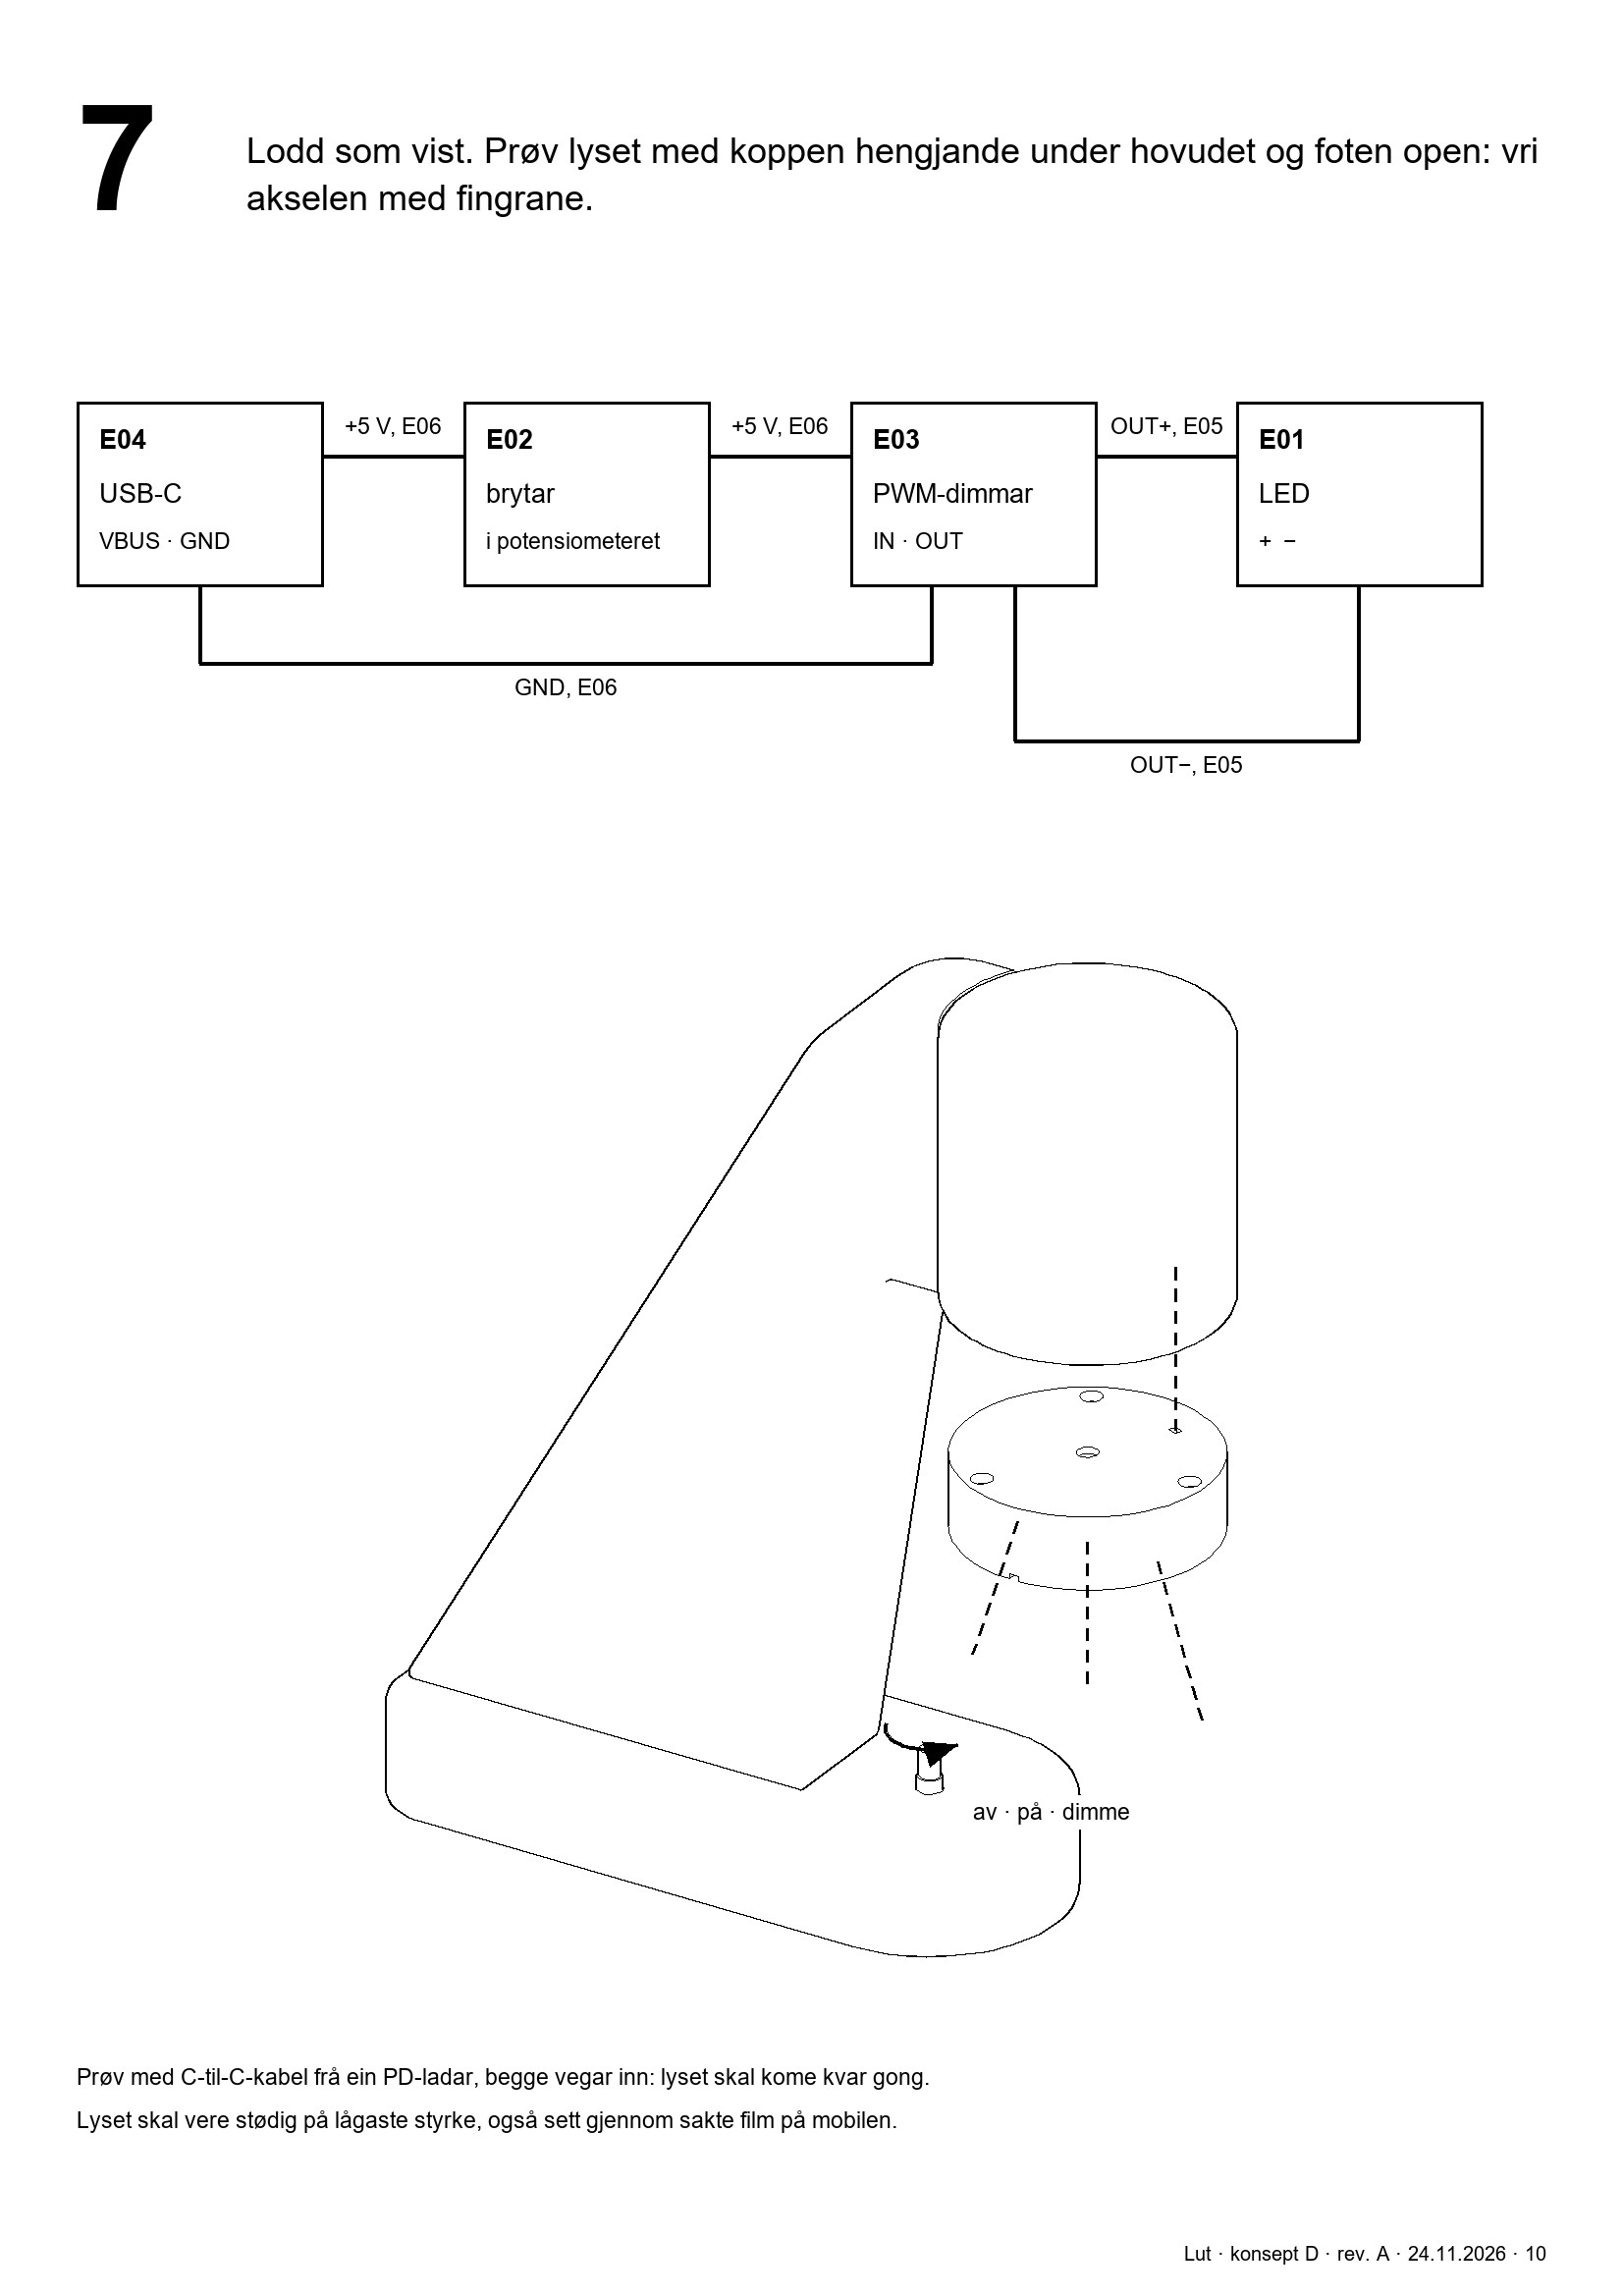 7
Lodd som vist. Prøv lyset med koppen hengjande under hovudet og foten open: vri
akselen med fingrane.
E04
USB-C
VBUS · GND
+5 V, E06
E02
brytar
i potensiometeret
+5 V, E06
E03
PWM-dimmar
IN · OUT
OUT+, E05
E01
LED
+ −
GND, E06
OUT−, E05
av · på · dimme
Prøv med C-til-C-kabel frå ein PD-ladar, begge vegar inn: lyset skal kome kvar gong.
Lyset skal vere stødig på lågaste styrke, også sett gjennom sakte film på mobilen.
Lut · konsept D · rev. A · 24.11.2026 · 10